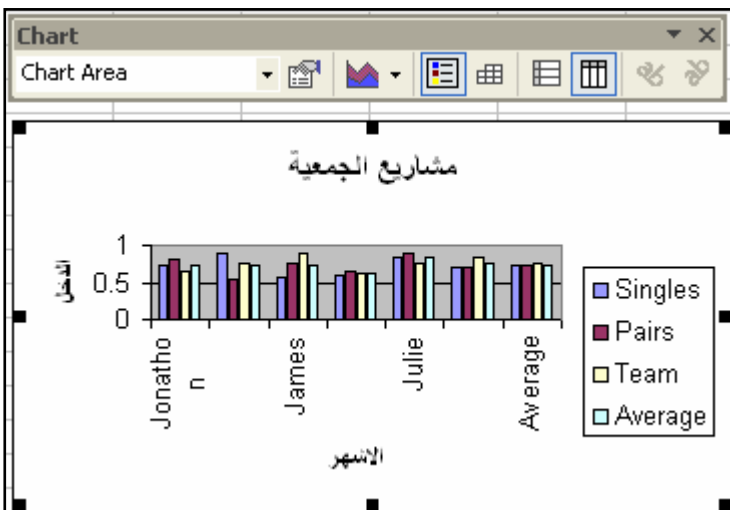 Chart
Chart Area
مشاريع الجمعية
الدخل
1
0.5
0
Jonatho
n
James
Julie
Average
الاشهر
Singles
Pairs
Team
Average